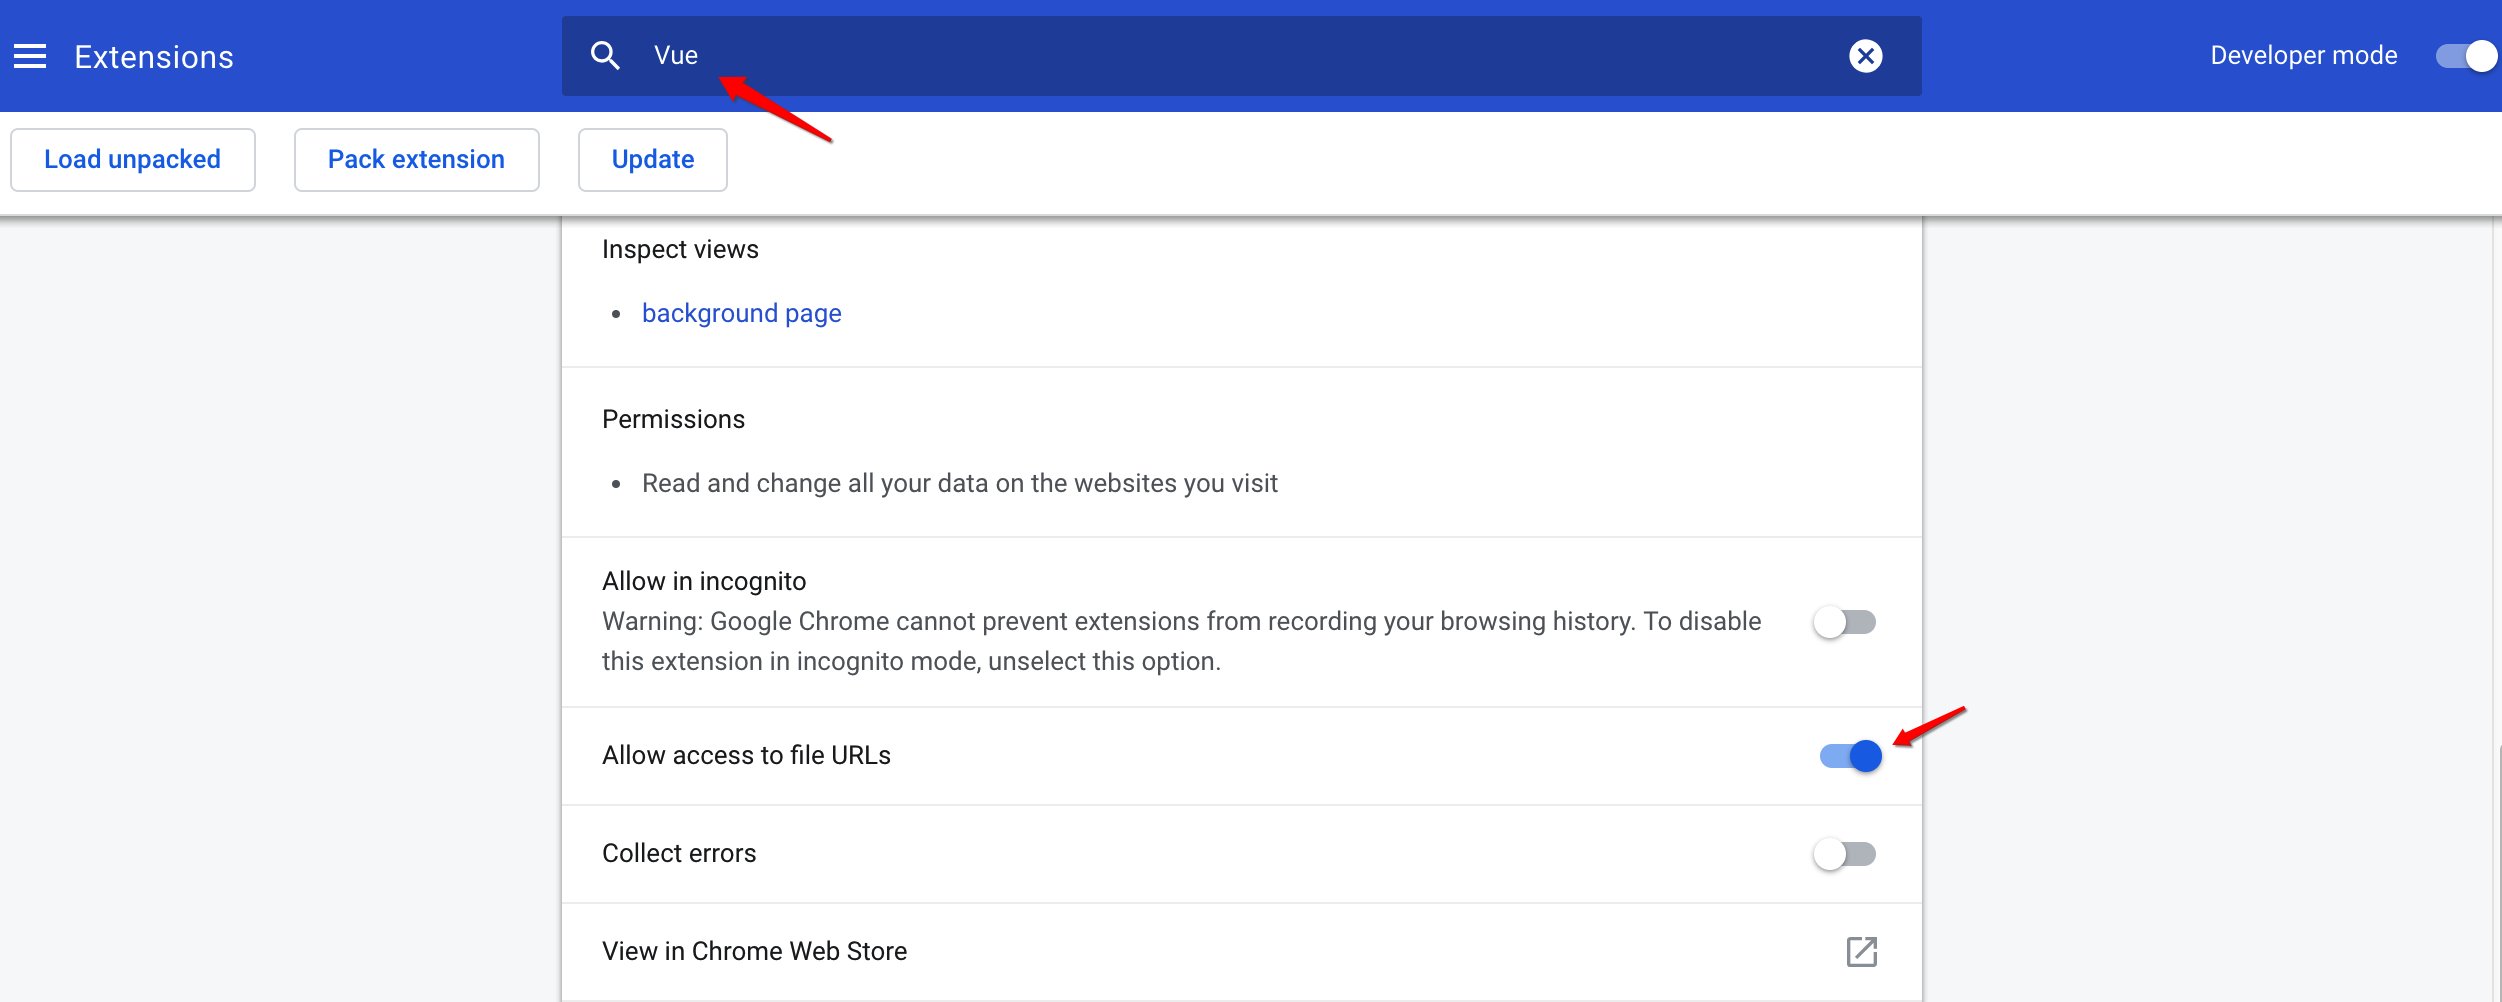 Extensions
Vue
Developer mode
Load unpacked
Pack extension
Update
Inspect views
background page
Permissions
Read and change all your data on the websites you visit
Allow in incognito
Warning: Google Chrome cannot prevent extensions from recording your browsing history. To disable
this extension in incognito mode, unselect this option.
Allow access to file URLs
Collect errors
View in Chrome Web Store